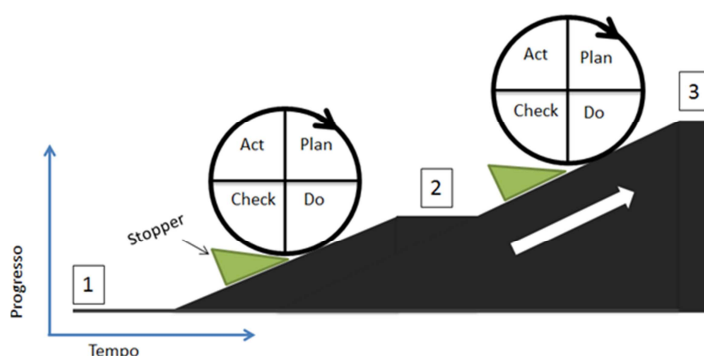 Act
Plan
Check
Do
3
Act
Plan
Check
Do
2
Stopper
1
Progresso
Tempo